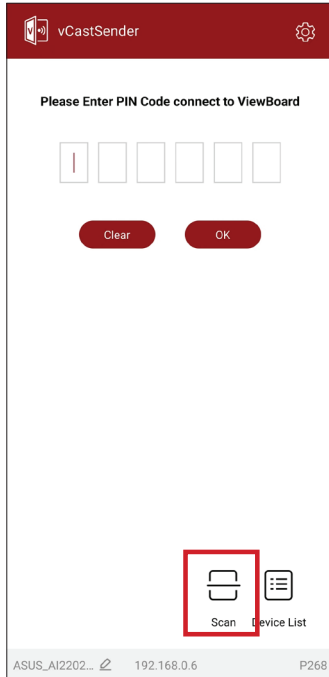 vCastSender
Please Enter PIN Code connect to ViewBoard
Clear OK
Scan Device List
ASUS_AI2202... 192.168.0.6 P268